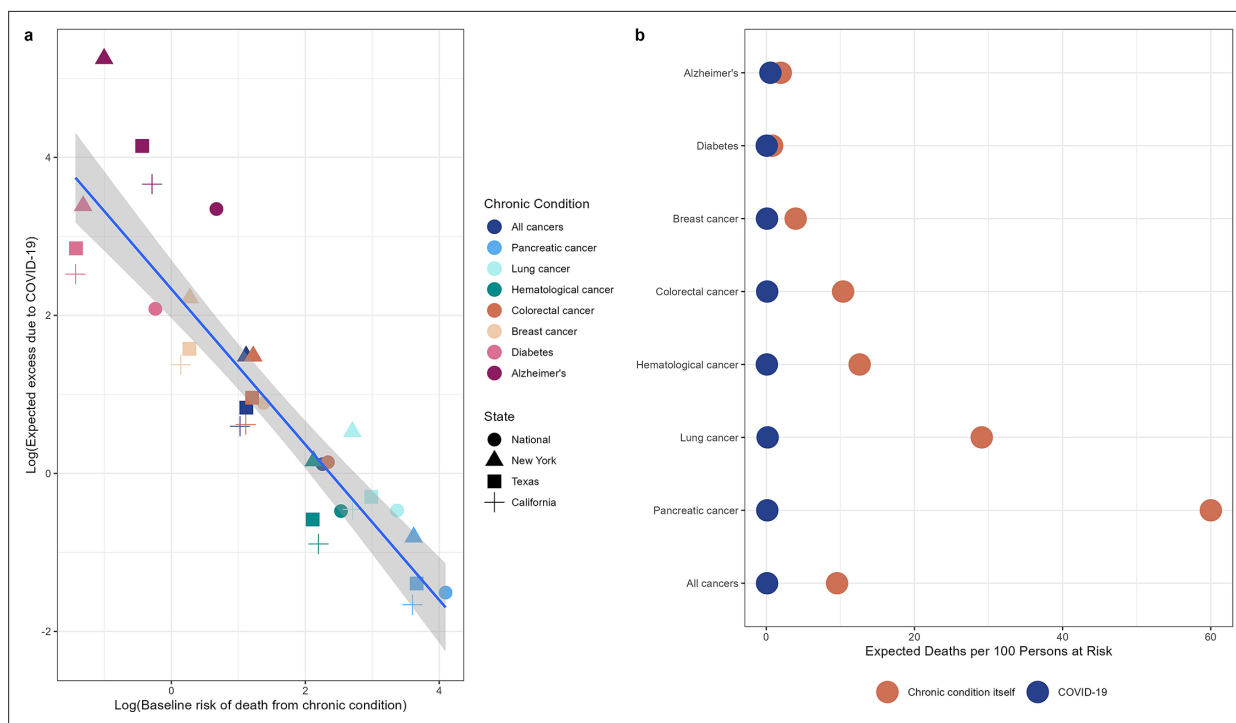 a
4
2
0
-2
Log(Expected excess due to COVID-19)
0
2
4
Log(Baseline risk of death from chronic condition)
Chronic Condition
All cancers
Pancreatic cancer
Lung cancer
Hematological cancer
Colorectal cancer
Breast cancer
Diabetes
Alzheimer's
State
National
New York
Texas
California
b
Alzheimer's
Diabetes
Breast cancer
Colorectal cancer
Hematological cancer
Lung cancer
Pancreatic cancer
All cancers
0
20
40
60
Expected Deaths per 100 Persons at Risk
Chronic condition itself
COVID-19